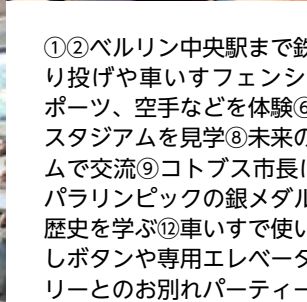 ①②ベルリン中央駅まで鉄
り投げや車いすフェンシ
ポーツ、空手などを体験⑥
スタジアムを見学⑧未来の
ムで交流⑨コトブス市長に
パラリンピックの銀メダル
歴史を学ぶ⑫車いすで使い
しボタンや専用エレベータ
リーとのお別れパーティー